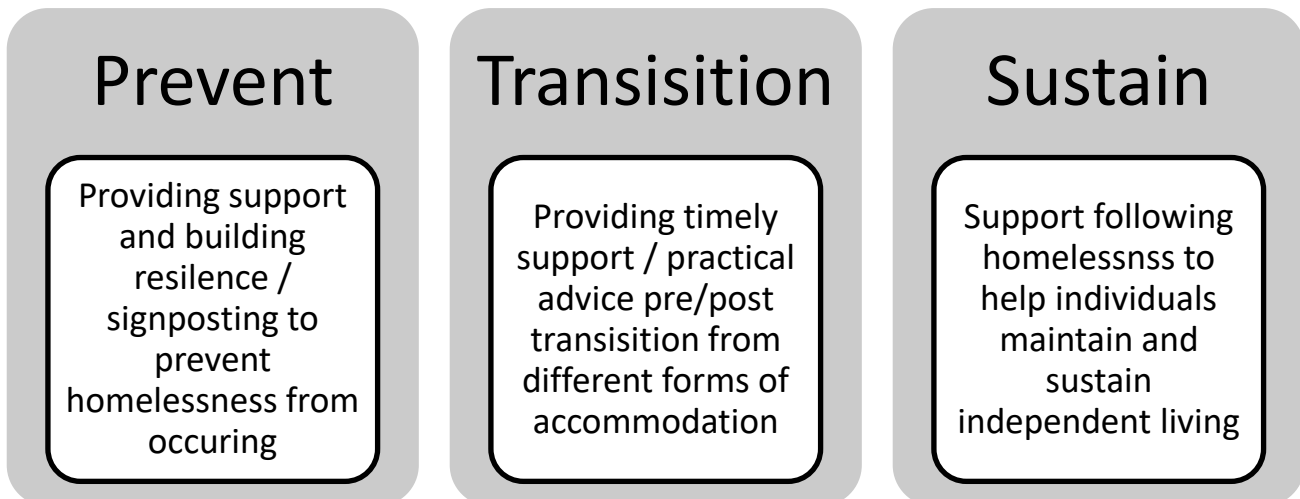 Prevent
Providing support
and building
resilence /
signposting to
prevent
homelessness from
occuring
Transisition
Providing timely
support / practical
advice pre/post
transisition from
different forms of
accommodation
Sustain
Support following
homelessnss to
help individuals
maintain and
sustain
independent living